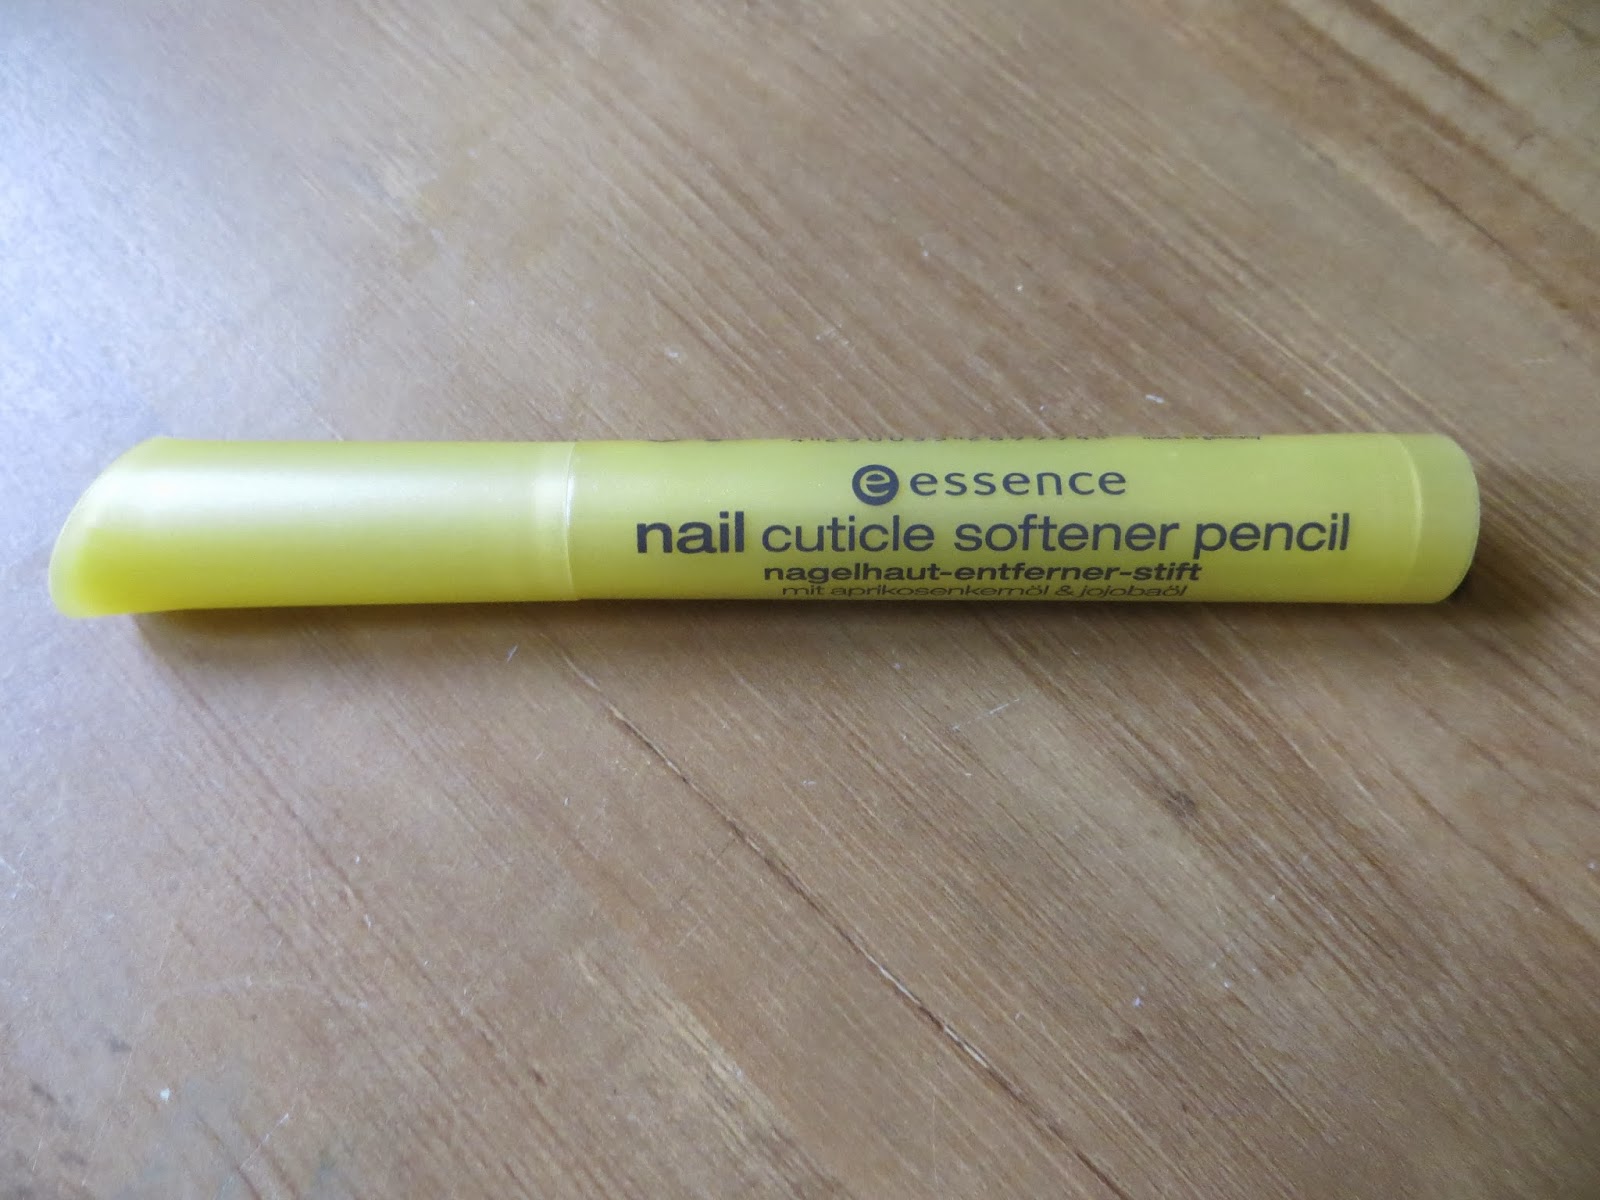 essence
nail cuticle softener pencil
nagelhaut-entferner-stift
mit aprikosenkernöl & jojobaöl